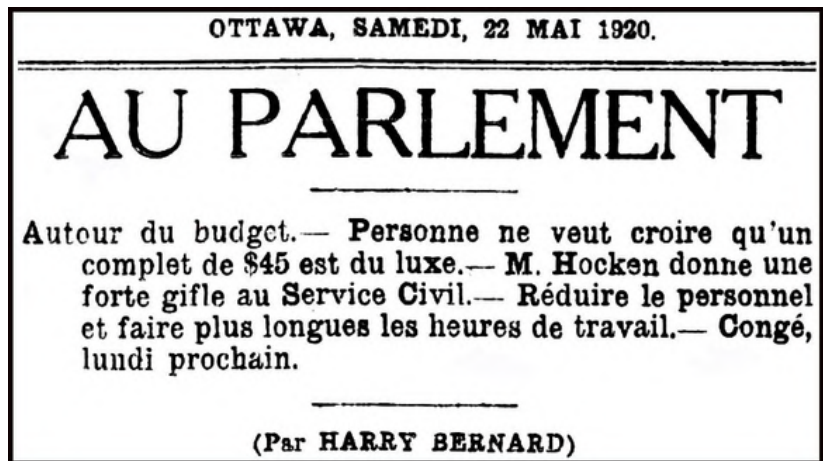 OTTAWA, SAMEDI, 22 MAI 1920.
AU PARLEMENT
Autour du budget.— Personne ne veut croire qu'un
complet de $45 est du luxe.— M. Hocken donne une
forte gifle au Service Civil.— Réduire le personnel
et faire plus longues les heures de travail.— Congé,
lundi prochain.
(Par HARRY BERNARD)